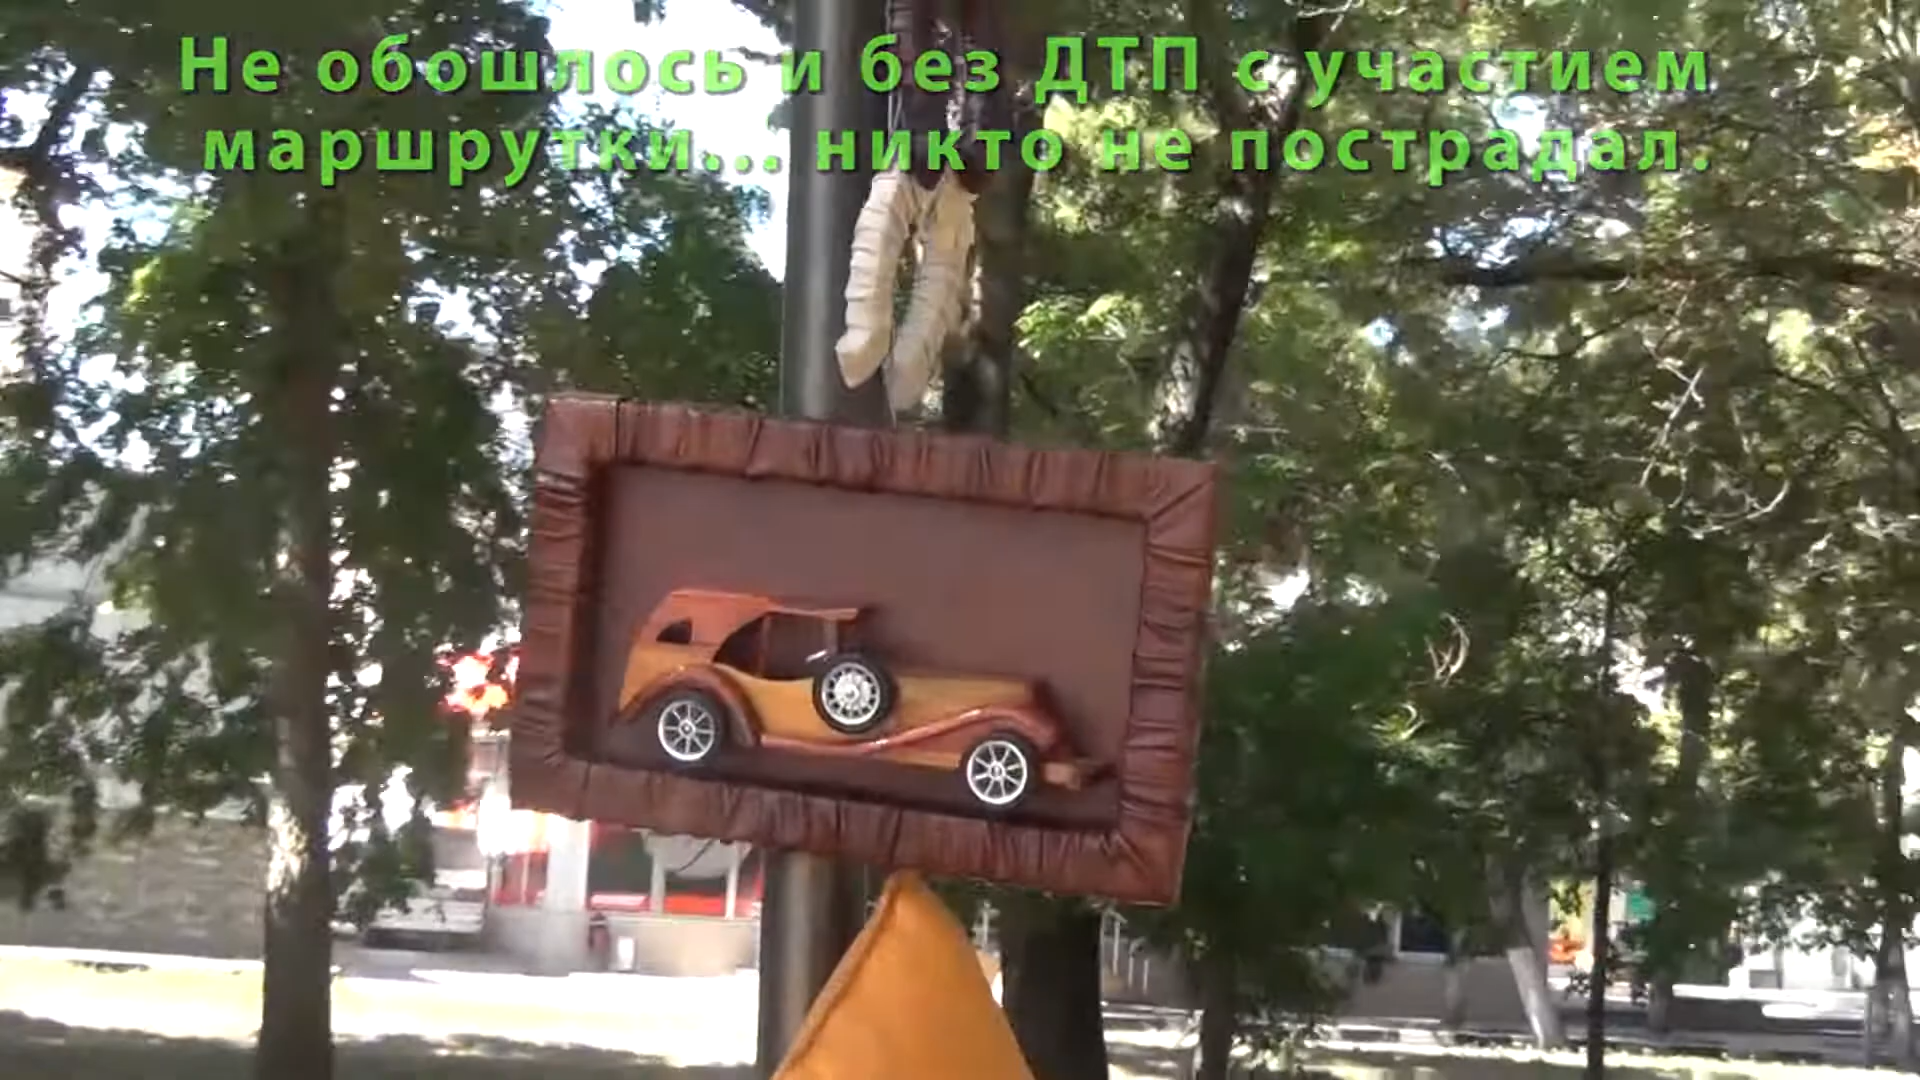 Не обошлось и без ДТП с участием
маршрутки... никто не пострадал.